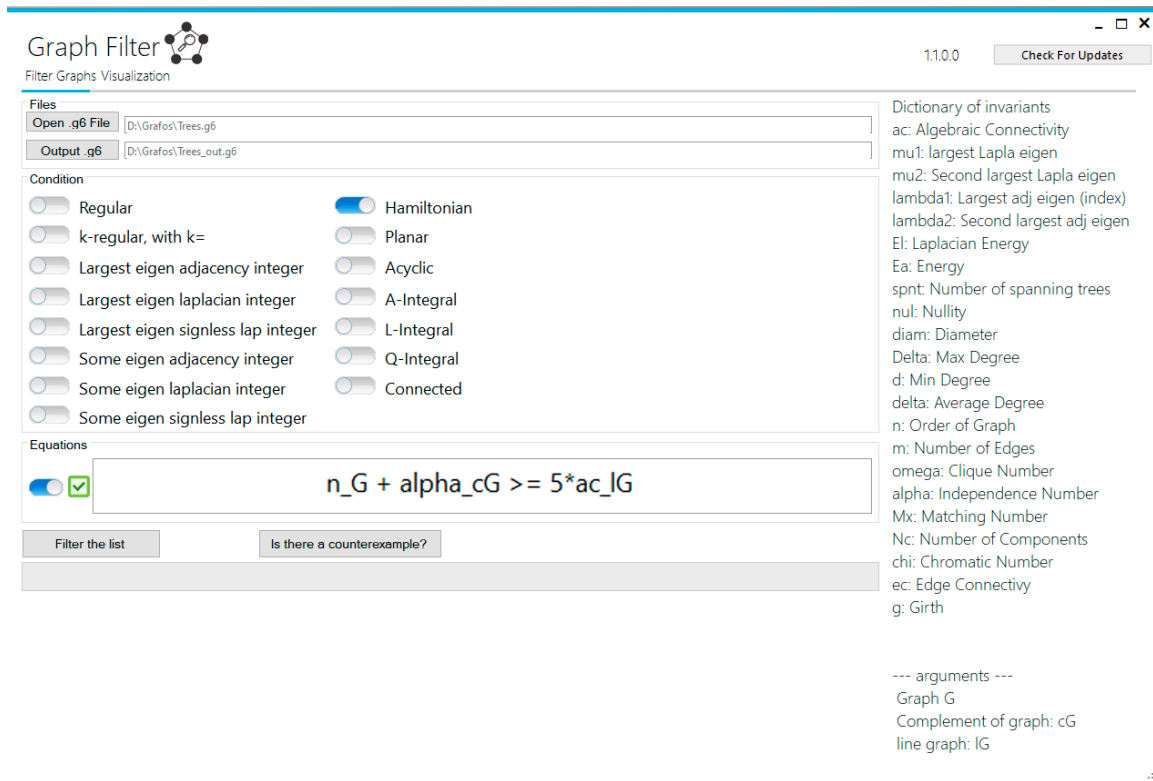 Graph Filter
1.1.0.0
Check For Updates
Filter Graphs Visualization
Files
Open .g6 File
D:\Grafos\Trees.g6
Output .g6
D:\Grafos\Trees_out.g6
Condition
Regular
k-regular, with k=
Largest eigen adjacency integer
Largest eigen laplacian integer
Largest eigen signless lap integer
Some eigen adjacency integer
Some eigen laplacian integer
Some eigen signless lap integer
Hamiltonian
Planar
Acyclic
A-Integral
L-Integral
Q-Integral
Connected
Equations
n_G + alpha_cG >= 5*ac_lG
Filter the list
Is there a counterexample?
Dictionary of invariants
ac: Algebraic Connectivity
mu1: largest Lapla eigen
mu2: Second largest Lapla eigen
lambda1: Largest adj eigen (index)
lambda2: Second largest adj eigen
El: Laplacian Energy
Ea: Energy
spnt: Number of spanning trees
nul: Nullity
diam: Diameter
Delta: Max Degree
d: Min Degree
delta: Average Degree
n: Order of Graph
m: Number of Edges
omega: Clique Number
alpha: Independence Number
Mx: Matching Number
Nc: Number of Components
chi: Chromatic Number
ec: Edge Connectivy
g: Girth
--- arguments ---
Graph G
Complement of graph: cG
line graph: lG